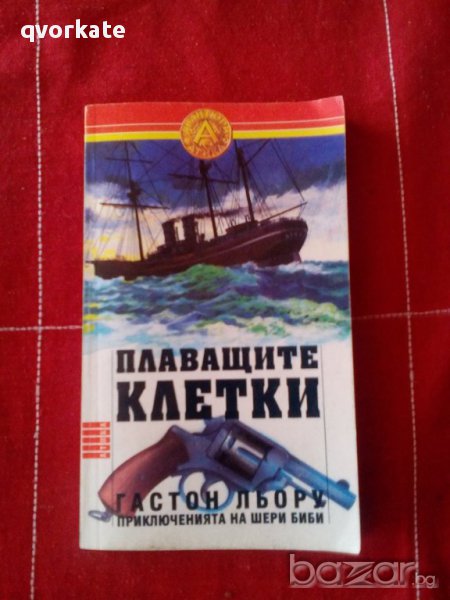 qvorkate
А
ПЛАВАЩИТЕ
КЛЕТКИ
ГАСТОН ЛЬОРУ
ПРИКЛЮЧЕНИЯТА НА ШЕРИ БИБИ
bazar.bg